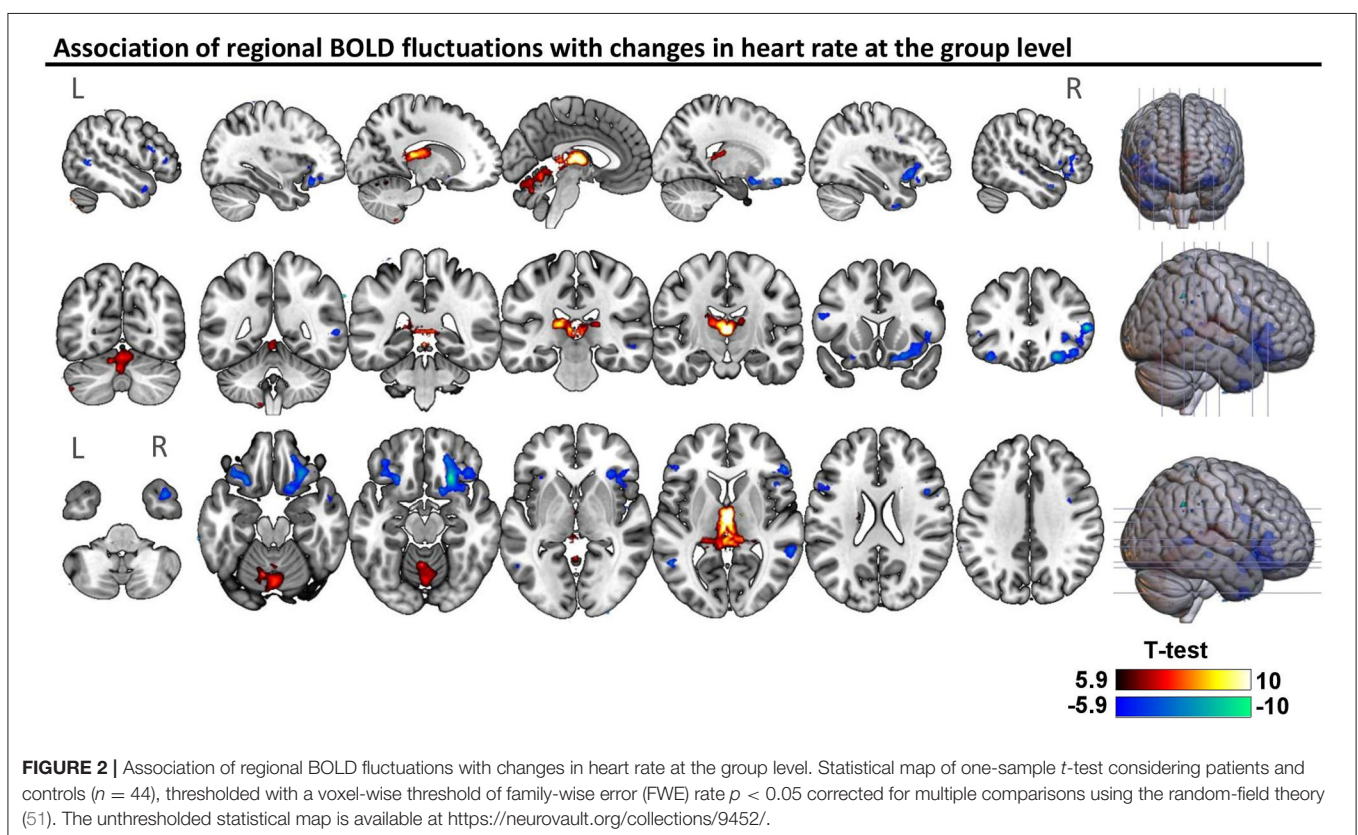 Association of regional BOLD fluctuations with changes in heart rate at the group level
L
R
L
R
T-test
5.9
10
-5.9
-10
FIGURE 2 | Association of regional BOLD fluctuations with changes in heart rate at the group level. Statistical map of one-sample t-test considering patients and
controls (n = 44), thresholded with a voxel-wise threshold of family-wise error (FWE) rate p < 0.05 corrected for multiple comparisons using the random-field theory
(51). The unthresholded statistical map is available at https://neurovault.org/collections/9452/.